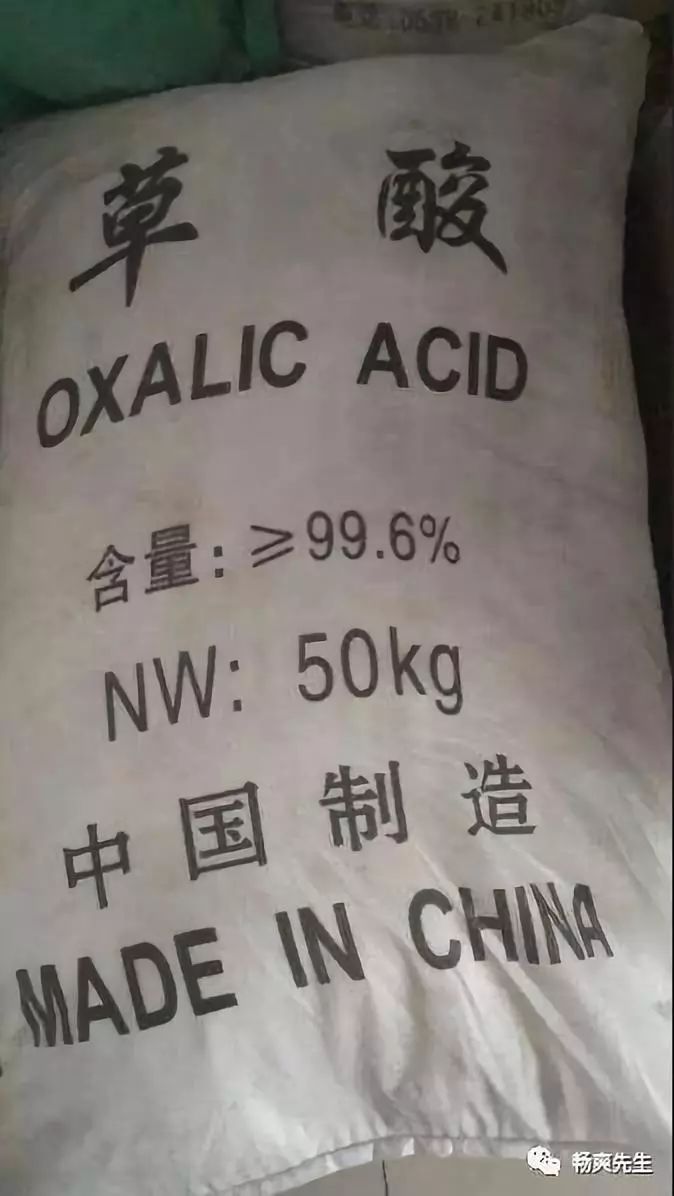 草 酸
OXALIC ACID
含量: ≥99.6%
NW: 50kg
中国制造
MADE IN CHINA
畅爽先生